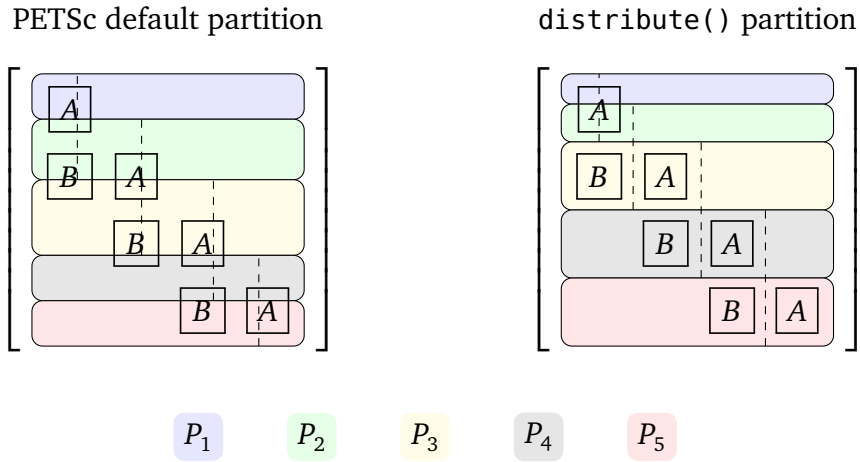 PETSc default partition
distribute() partition
A
B A
B A
B A
A
B A
B A
B A
P1 P2 P3 P4 P5